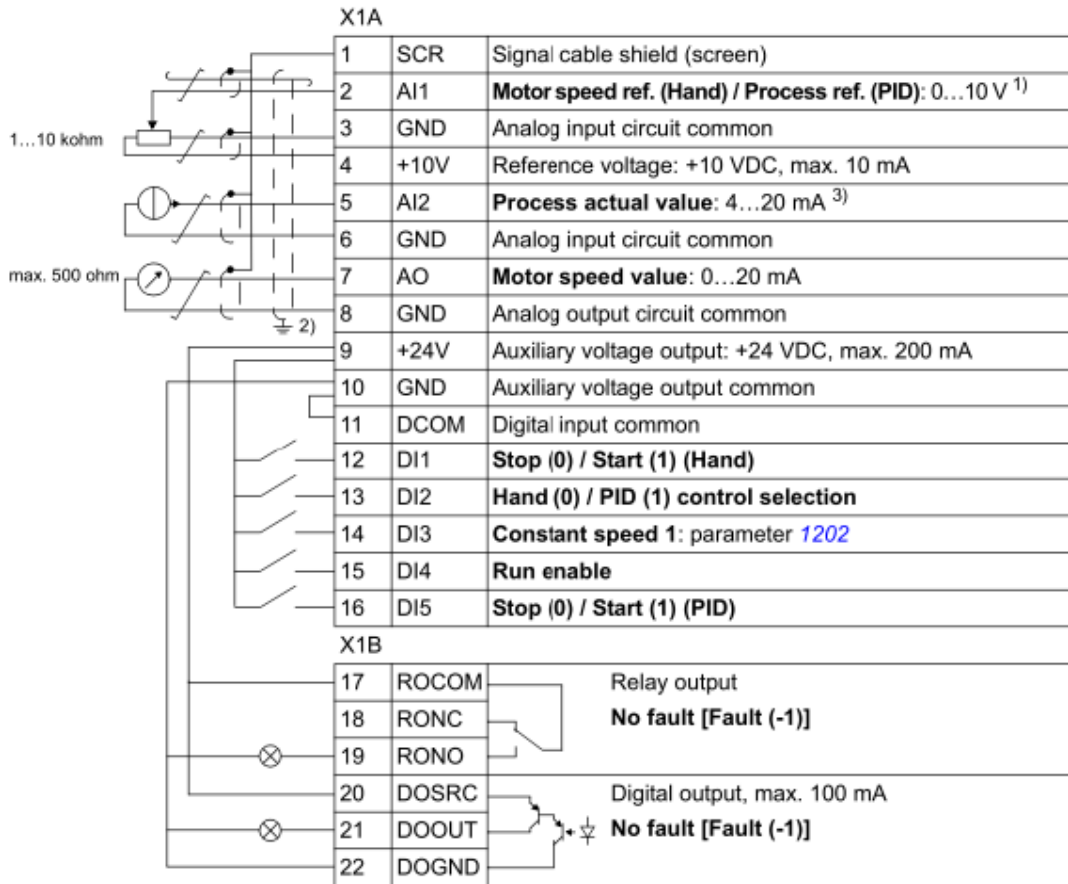 X1A
1 SCR Signal cable shield (screen)
2 AI1 Motor speed ref. (Hand) / Process ref. (PID): 0…10 V 1)
1…10 kohm
3 GND Analog input circuit common
4 +10V Reference voltage: +10 VDC, max. 10 mA
5 AI2 Process actual value: 4…20 mA 3)
6 GND Analog input circuit common
max. 500 ohm
7 AO Motor speed value: 0…20 mA
8 GND Analog output circuit common
2)
9 +24V Auxiliary voltage output: +24 VDC, max. 200 mA
10 GND Auxiliary voltage output common
11 DCOM Digital input common
12 DI1 Stop (0) / Start (1) (Hand)
13 DI2 Hand (0) / PID (1) control selection
14 DI3 Constant speed 1: parameter 1202
15 DI4 Run enable
16 DI5 Stop (0) / Start (1) (PID)
X1B
17 ROCOM Relay output
18 RONC No fault [Fault (-1)]
19 RONO
20 DOSRC Digital output, max. 100 mA
21 DOOUT No fault [Fault (-1)]
22 DOGND